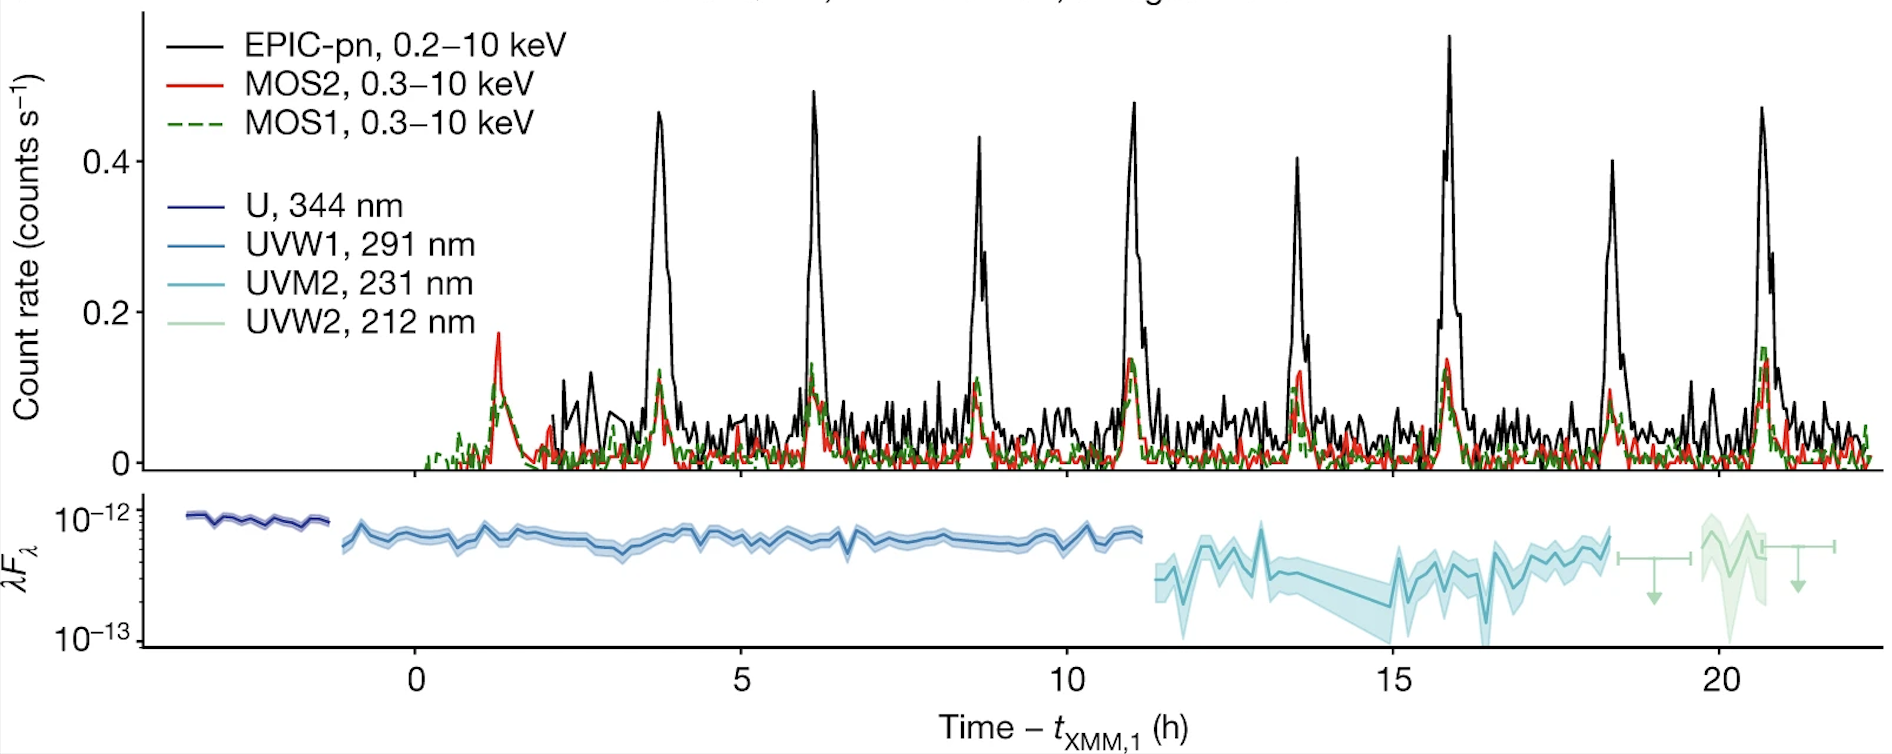 EPIC-pn, 0.2–10 keV
MOS2, 0.3–10 keV
MOS1, 0.3–10 keV
U, 344 nm
UVW1, 291 nm
UVM2, 231 nm
UVW2, 212 nm
Count rate (counts s⁻¹)
0.4
0.2
0
λF_λ
10⁻¹²
10⁻¹³
0 5 10 15 20
Time – t_XMM,1 (h)